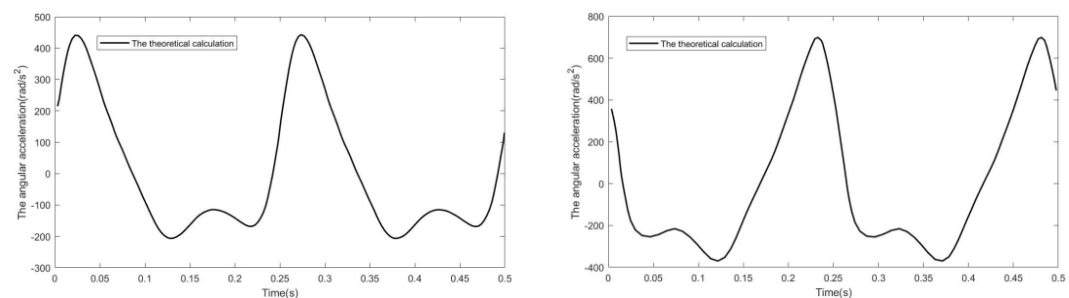 500
400
300
200
100
0
-100
-200
-300
The angular acceleration(rad/s²)
The theoretical calculation
0 0.05 0.1 0.15 0.2 0.25 0.3 0.35 0.4 0.45 0.5
Time(s)
800
600
400
200
0
-200
-400
The angular acceleration(rad/s²)
The theoretical calculation
0 0.05 0.1 0.15 0.2 0.25 0.3 0.35 0.4 0.45 0.5
Time(s)